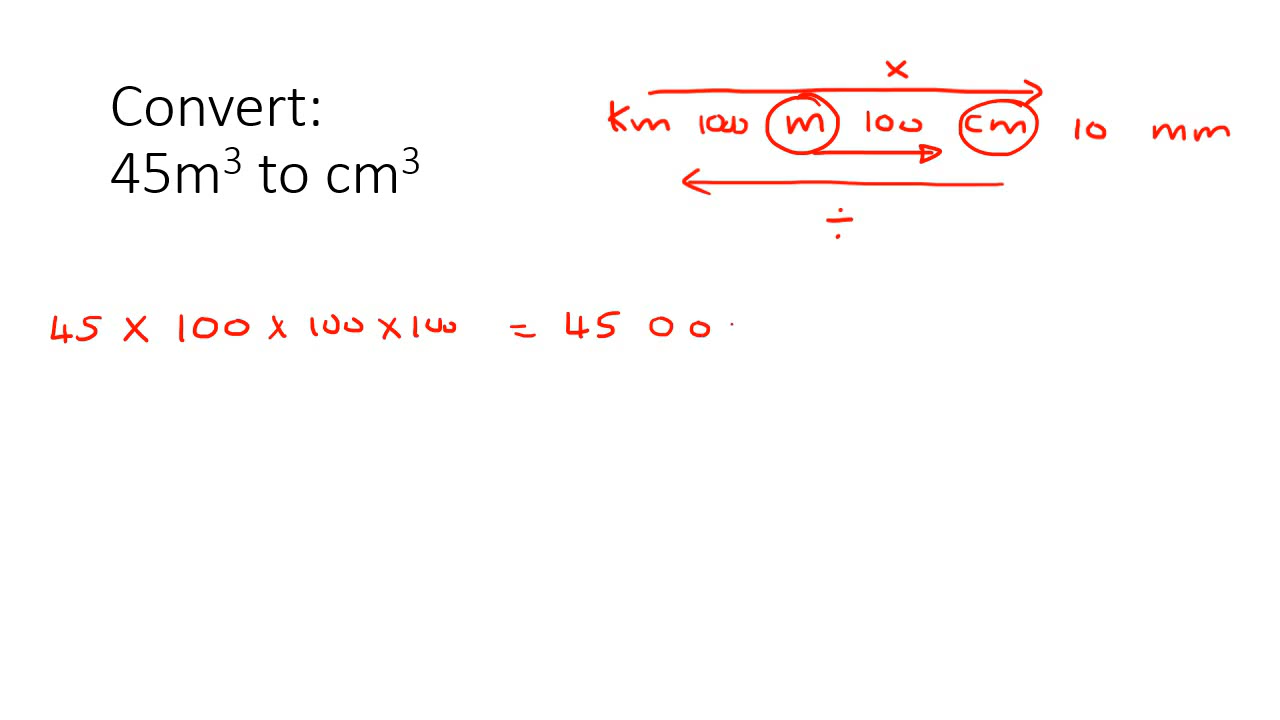 Convert:
45m³ to cm³
×
Km 1000 m 100 cm 10 mm
÷
45 × 100 × 100 × 100 = 45 00